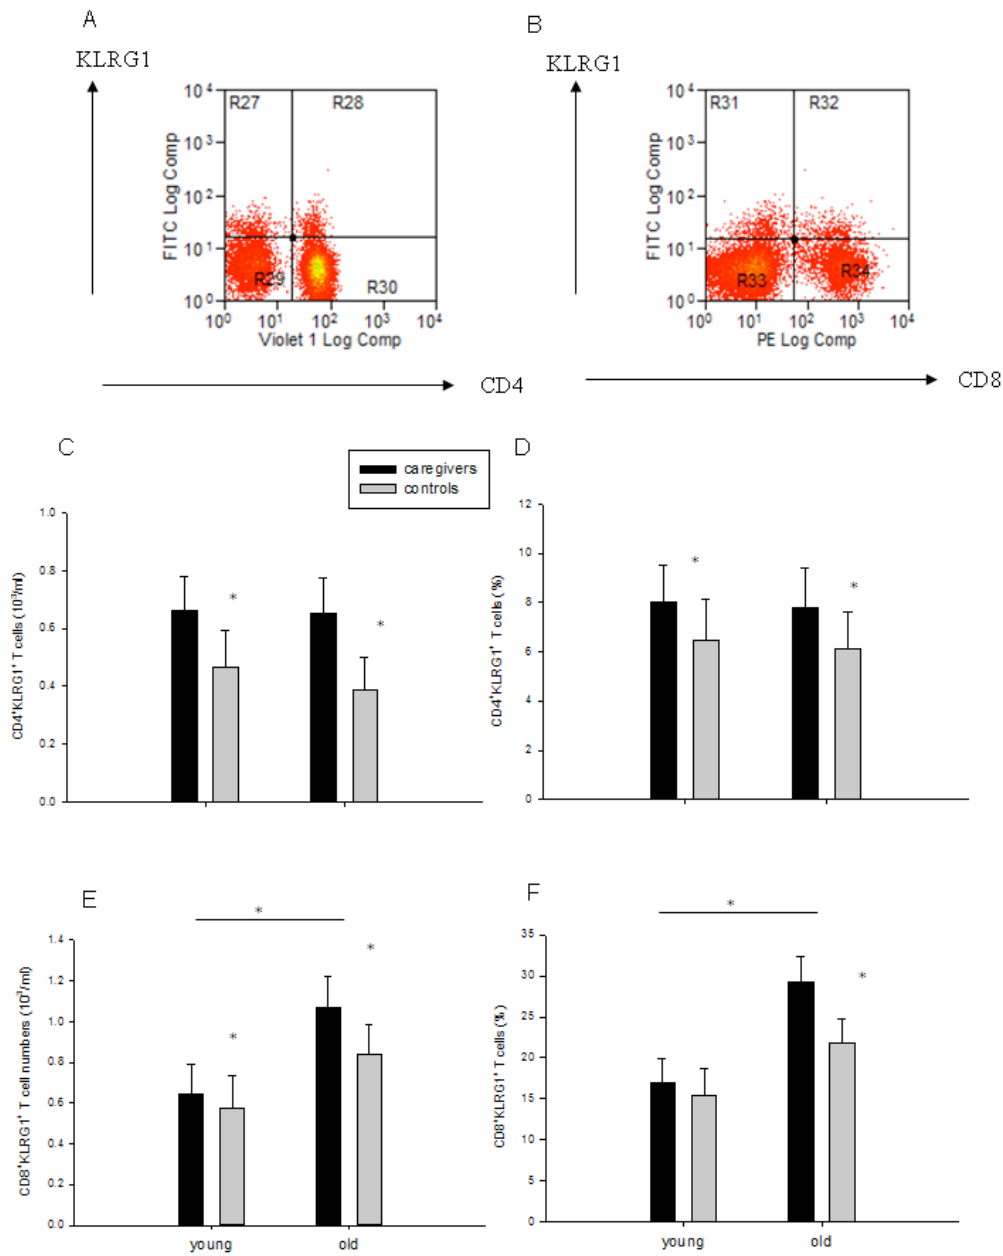 A
B
KLRG1
KLRG1
10⁴
R27
R28
10³
FITC Log Comp
10²
10¹
R29
R30
10⁰
10⁰ 10¹ 10² 10³ 10⁴
Violet 1 Log Comp
CD4
10⁴
R31
R32
10³
FITC Log Comp
10²
10¹
R33
R34
10⁰
10⁰ 10¹ 10² 10³ 10⁴
PE Log Comp
CD8
C
caregivers
controls
1.0
0.8
0.6
0.4
0.2
0.0
CD4⁺KLRG1⁺ T cells (10³/ml)
*
*
D
12
10
8
6
4
2
0
CD4⁺KLRG1⁺ T cells (%)
*
*
E
*
1.4
1.2
1.0
0.8
0.6
0.4
0.2
0.0
CD8⁺KLRG1⁺ T cell numbers (10³/ml)
*
*
young old
F
*
35
30
25
20
15
10
5
0
CD8⁺KLRG1⁺ T cells (%)
*
young old